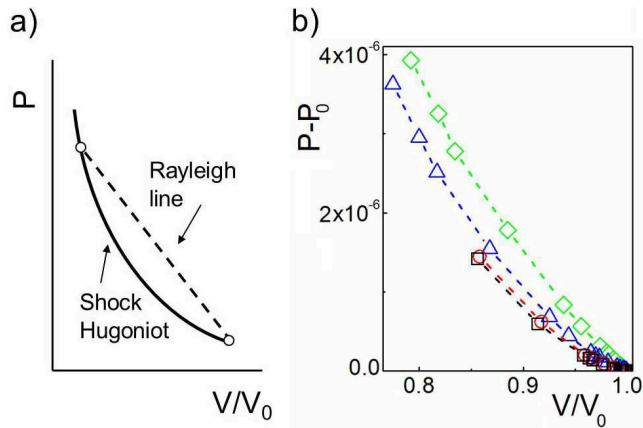 a)
P
Rayleigh
line
Shock
Hugoniot
V/V₀
b)
P-P₀
4x10⁻⁶
2x10⁻⁶
0.0
0.8
0.9
1.0
V/V₀